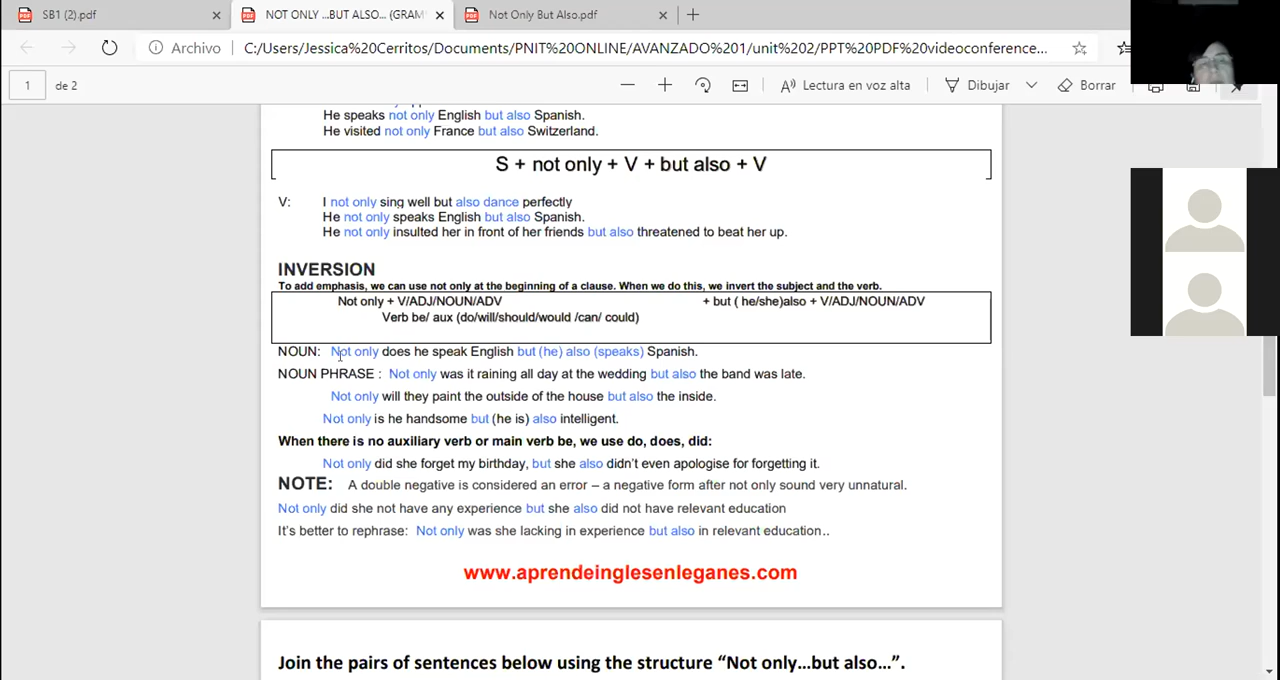 SB1 (2).pdf
NOT ONLY ...BUT ALSO... (GRAM
Not Only But Also.pdf
Archivo
C:/Users/Jessica%20Cerritos/Documents/PNIT%20ONLINE/AVANZADO%201/unit%202/PPT%20PDF%20videoconference...
1 de 2
Lectura en voz alta
Dibujar
Borrar
He speaks not only English but also Spanish.
He visited not only France but also Switzerland.
S + not only + V + but also + V
V: I not only sing well but also dance perfectly
He not only speaks English but also Spanish.
He not only insulted her in front of her friends but also threatened to beat her up.
INVERSION
To add emphasis, we can use not only at the beginning of a clause. When we do this, we invert the subject and the verb.
Not only + V/ADJ/NOUN/ADV + but ( he/she)also + V/ADJ/NOUN/ADV
Verb be/ aux (do/will/should/would /can/ could)
NOUN: Not only does he speak English but (he) also (speaks) Spanish.
NOUN PHRASE : Not only was it raining all day at the wedding but also the band was late.
Not only will they paint the outside of the house but also the inside.
Not only is he handsome but (he is) also intelligent.
When there is no auxiliary verb or main verb be, we use do, does, did:
Not only did she forget my birthday, but she also didn't even apologise for forgetting it.
NOTE: A double negative is considered an error – a negative form after not only sound very unnatural.
Not only did she not have any experience but she also did not have relevant education
It's better to rephrase: Not only was she lacking in experience but also in relevant education..
www.aprendeinglesenleganes.com
Join the pairs of sentences below using the structure “Not only…but also…”.